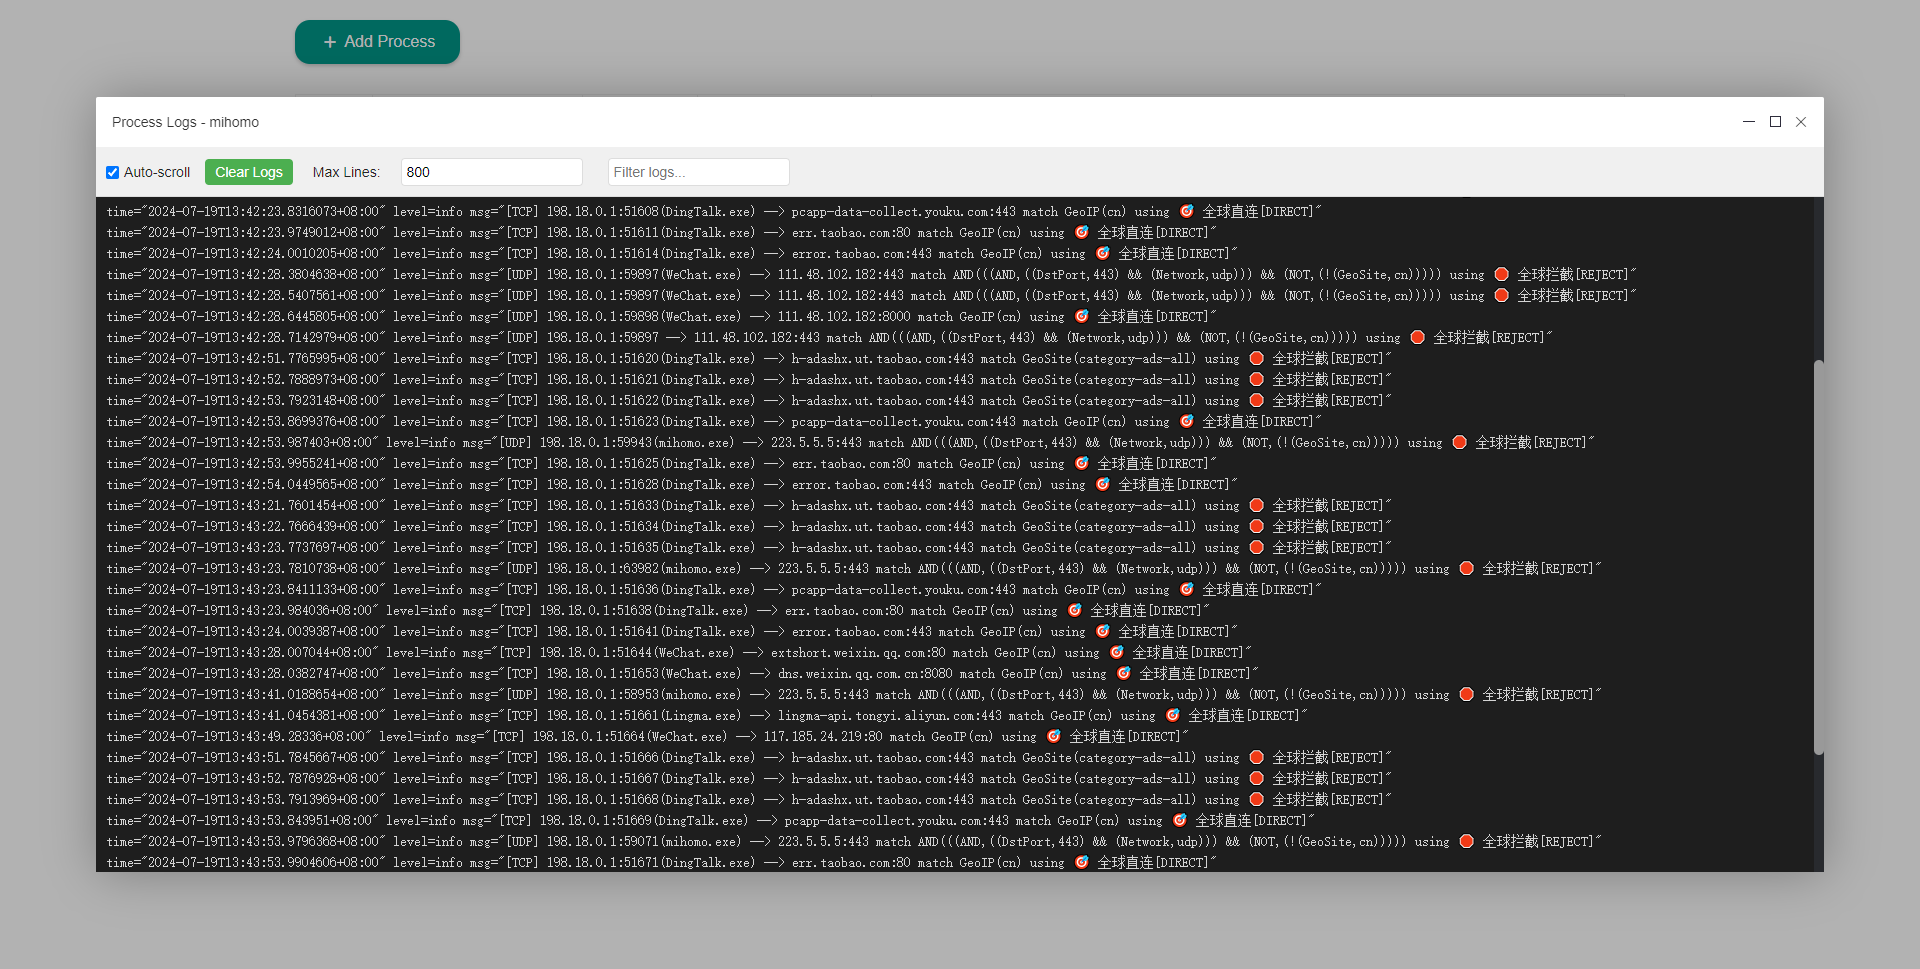 + Add Process
Process Logs - mihomo
Auto-scroll Clear Logs Max Lines: 800 Filter logs...
time="2024-07-19T13:42:23.8316073+08:00" level=info msg="[TCP] 198.18.0.1:51608(DingTalk.exe) --> pcapp-data-collect.youku.com:443 match GeoIP(cn) using 🎯 全球直连[DIRECT]"
time="2024-07-19T13:42:23.9749012+08:00" level=info msg="[TCP] 198.18.0.1:51611(DingTalk.exe) --> err.taobao.com:80 match GeoIP(cn) using 🎯 全球直连[DIRECT]"
time="2024-07-19T13:42:24.0010205+08:00" level=info msg="[TCP] 198.18.0.1:51614(DingTalk.exe) --> error.taobao.com:443 match GeoIP(cn) using 🎯 全球直连[DIRECT]"
time="2024-07-19T13:42:28.3804638+08:00" level=info msg="[UDP] 198.18.0.1:59897(WeChat.exe) --> 111.48.102.182:443 match AND(((AND,((DstPort,443) && (Network,udp))) && (NOT,(!(GeoSite,cn))))) using 🛑 全球拦截[REJECT]"
time="2024-07-19T13:42:28.5407561+08:00" level=info msg="[UDP] 198.18.0.1:59897(WeChat.exe) --> 111.48.102.182:443 match AND(((AND,((DstPort,443) && (Network,udp))) && (NOT,(!(GeoSite,cn))))) using 🛑 全球拦截[REJECT]"
time="2024-07-19T13:42:28.6445805+08:00" level=info msg="[UDP] 198.18.0.1:59898(WeChat.exe) --> 111.48.102.182:8000 match GeoIP(cn) using 🎯 全球直连[DIRECT]"
time="2024-07-19T13:42:28.7142979+08:00" level=info msg="[UDP] 198.18.0.1:59897 --> 111.48.102.182:443 match AND(((AND,((DstPort,443) && (Network,udp))) && (NOT,(!(GeoSite,cn))))) using 🛑 全球拦截[REJECT]"
time="2024-07-19T13:42:51.7765995+08:00" level=info msg="[TCP] 198.18.0.1:51620(DingTalk.exe) --> h-adashx.ut.taobao.com:443 match GeoSite(category-ads-all) using 🛑 全球拦截[REJECT]"
time="2024-07-19T13:42:52.7888973+08:00" level=info msg="[TCP] 198.18.0.1:51621(DingTalk.exe) --> h-adashx.ut.taobao.com:443 match GeoSite(category-ads-all) using 🛑 全球拦截[REJECT]"
time="2024-07-19T13:42:53.7923148+08:00" level=info msg="[TCP] 198.18.0.1:51622(DingTalk.exe) --> h-adashx.ut.taobao.com:443 match GeoSite(category-ads-all) using 🛑 全球拦截[REJECT]"
time="2024-07-19T13:42:53.8699376+08:00" level=info msg="[TCP] 198.18.0.1:51623(DingTalk.exe) --> pcapp-data-collect.youku.com:443 match GeoIP(cn) using 🎯 全球直连[DIRECT]"
time="2024-07-19T13:42:53.987403+08:00" level=info msg="[UDP] 198.18.0.1:59943(mihomo.exe) --> 223.5.5.5:443 match AND(((AND,((DstPort,443) && (Network,udp))) && (NOT,(!(GeoSite,cn))))) using 🛑 全球拦截[REJECT]"
time="2024-07-19T13:42:53.9955241+08:00" level=info msg="[TCP] 198.18.0.1:51625(DingTalk.exe) --> err.taobao.com:80 match GeoIP(cn) using 🎯 全球直连[DIRECT]"
time="2024-07-19T13:42:54.0449565+08:00" level=info msg="[TCP] 198.18.0.1:51628(DingTalk.exe) --> error.taobao.com:443 match GeoIP(cn) using 🎯 全球直连[DIRECT]"
time="2024-07-19T13:43:21.7601454+08:00" level=info msg="[TCP] 198.18.0.1:51633(DingTalk.exe) --> h-adashx.ut.taobao.com:443 match GeoSite(category-ads-all) using 🛑 全球拦截[REJECT]"
time="2024-07-19T13:43:22.7666439+08:00" level=info msg="[TCP] 198.18.0.1:51634(DingTalk.exe) --> h-adashx.ut.taobao.com:443 match GeoSite(category-ads-all) using 🛑 全球拦截[REJECT]"
time="2024-07-19T13:43:23.7737697+08:00" level=info msg="[TCP] 198.18.0.1:51635(DingTalk.exe) --> h-adashx.ut.taobao.com:443 match GeoSite(category-ads-all) using 🛑 全球拦截[REJECT]"
time="2024-07-19T13:43:23.7810738+08:00" level=info msg="[UDP] 198.18.0.1:63982(mihomo.exe) --> 223.5.5.5:443 match AND(((AND,((DstPort,443) && (Network,udp))) && (NOT,(!(GeoSite,cn))))) using 🛑 全球拦截[REJECT]"
time="2024-07-19T13:43:23.8411133+08:00" level=info msg="[TCP] 198.18.0.1:51636(DingTalk.exe) --> pcapp-data-collect.youku.com:443 match GeoIP(cn) using 🎯 全球直连[DIRECT]"
time="2024-07-19T13:43:23.984036+08:00" level=info msg="[TCP] 198.18.0.1:51638(DingTalk.exe) --> err.taobao.com:80 match GeoIP(cn) using 🎯 全球直连[DIRECT]"
time="2024-07-19T13:43:24.0039387+08:00" level=info msg="[TCP] 198.18.0.1:51641(DingTalk.exe) --> error.taobao.com:443 match GeoIP(cn) using 🎯 全球直连[DIRECT]"
time="2024-07-19T13:43:28.007044+08:00" level=info msg="[TCP] 198.18.0.1:51644(WeChat.exe) --> extshort.weixin.qq.com:80 match GeoIP(cn) using 🎯 全球直连[DIRECT]"
time="2024-07-19T13:43:28.0382747+08:00" level=info msg="[TCP] 198.18.0.1:51653(WeChat.exe) --> dns.weixin.qq.com.cn:8080 match GeoIP(cn) using 🎯 全球直连[DIRECT]"
time="2024-07-19T13:43:41.0188654+08:00" level=info msg="[UDP] 198.18.0.1:58953(mihomo.exe) --> 223.5.5.5:443 match AND(((AND,((DstPort,443) && (Network,udp))) && (NOT,(!(GeoSite,cn))))) using 🛑 全球拦截[REJECT]"
time="2024-07-19T13:43:41.0454381+08:00" level=info msg="[TCP] 198.18.0.1:51661(Lingma.exe) --> lingma-api.tongyi.aliyun.com:443 match GeoIP(cn) using 🎯 全球直连[DIRECT]"
time="2024-07-19T13:43:49.28336+08:00" level=info msg="[TCP] 198.18.0.1:51664(WeChat.exe) --> 117.185.24.219:80 match GeoIP(cn) using 🎯 全球直连[DIRECT]"
time="2024-07-19T13:43:51.7845667+08:00" level=info msg="[TCP] 198.18.0.1:51666(DingTalk.exe) --> h-adashx.ut.taobao.com:443 match GeoSite(category-ads-all) using 🛑 全球拦截[REJECT]"
time="2024-07-19T13:43:52.7876928+08:00" level=info msg="[TCP] 198.18.0.1:51667(DingTalk.exe) --> h-adashx.ut.taobao.com:443 match GeoSite(category-ads-all) using 🛑 全球拦截[REJECT]"
time="2024-07-19T13:43:53.7913969+08:00" level=info msg="[TCP] 198.18.0.1:51668(DingTalk.exe) --> h-adashx.ut.taobao.com:443 match GeoSite(category-ads-all) using 🛑 全球拦截[REJECT]"
time="2024-07-19T13:43:53.843951+08:00" level=info msg="[TCP] 198.18.0.1:51669(DingTalk.exe) --> pcapp-data-collect.youku.com:443 match GeoIP(cn) using 🎯 全球直连[DIRECT]"
time="2024-07-19T13:43:53.9796368+08:00" level=info msg="[UDP] 198.18.0.1:59071(mihomo.exe) --> 223.5.5.5:443 match AND(((AND,((DstPort,443) && (Network,udp))) && (NOT,(!(GeoSite,cn))))) using 🛑 全球拦截[REJECT]"
time="2024-07-19T13:43:53.9904606+08:00" level=info msg="[TCP] 198.18.0.1:51671(DingTalk.exe) --> err.taobao.com:80 match GeoIP(cn) using 🎯 全球直连[DIRECT]"